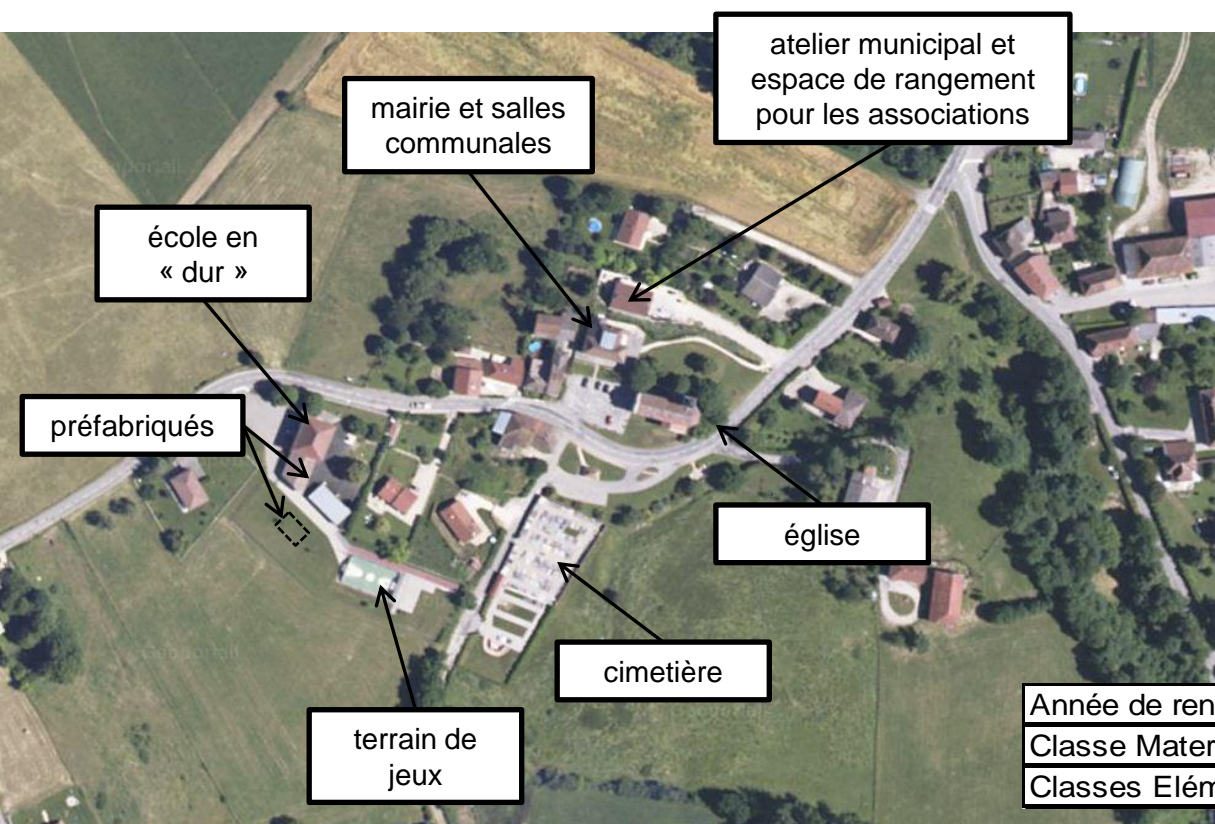 atelier municipal et
espace de rangement
pour les associations
mairie et salles
communales
école en
« dur »
préfabriqués
église
cimetière
terrain de
jeux
Année de ren
Classe Mater
Classes Elém